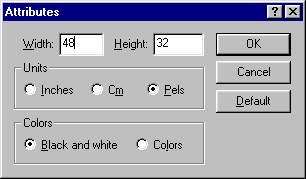 Attributes
Width: 48 Height: 32 OK
Units Cancel
Inches Cm Pels Default
Colors
Black and white Colors